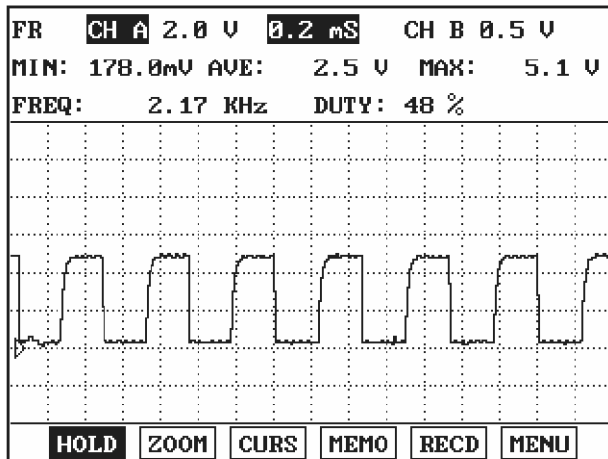 FR CH A 2.0 V 0.2 mS CH B 0.5 V
MIN: 178.0mV AVE: 2.5 V MAX: 5.1 V
FREQ: 2.17 KHz DUTY: 48 %
HOLD ZOOM CURS MEMO RECD MENU